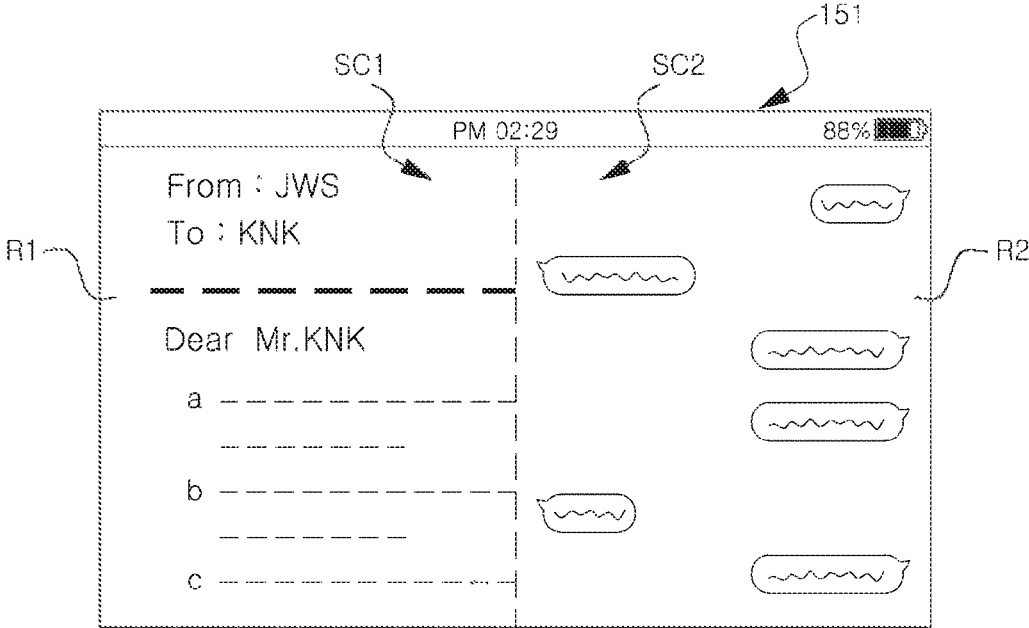 151
SC1 SC2
PM 02:29 88%
From : JWS
To : KNK
R1 R2
Dear Mr.KNK
a
b
c